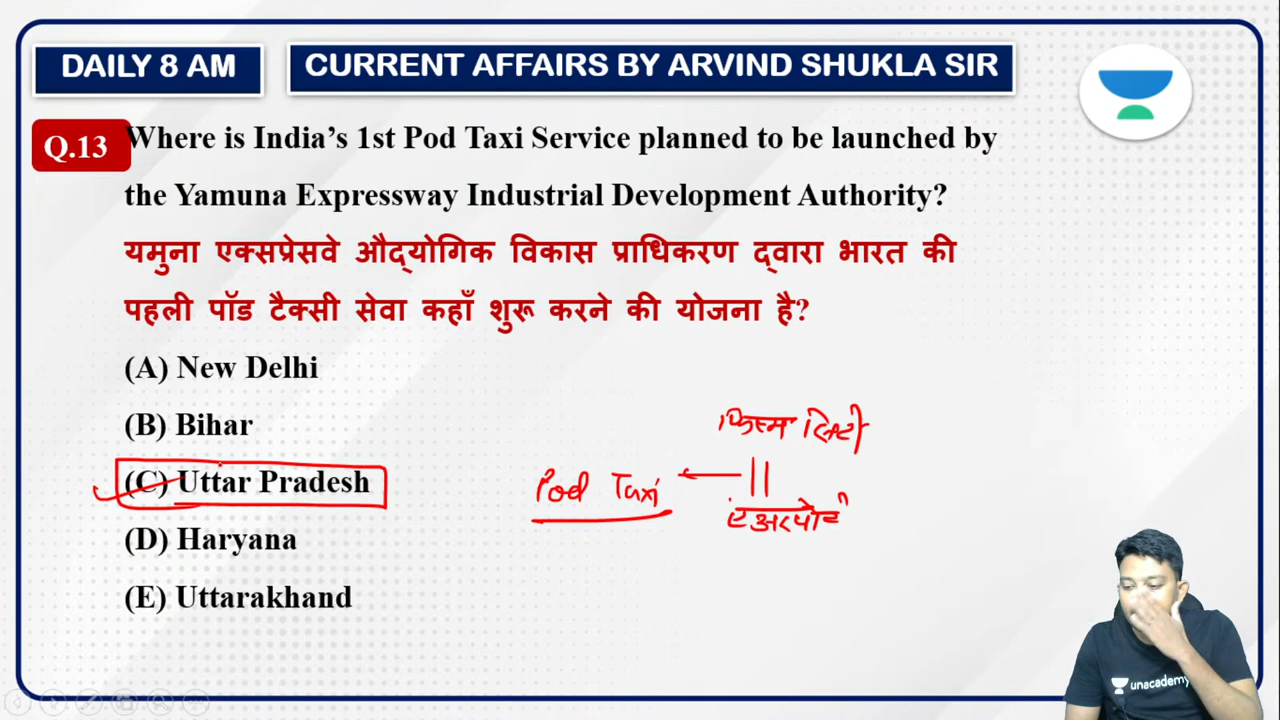 DAILY 8 AM
CURRENT AFFAIRS BY ARVIND SHUKLA SIR
Q.13
Where is India's 1st Pod Taxi Service planned to be launched by
the Yamuna Expressway Industrial Development Authority?
यमुना एक्सप्रेसवे औद्योगिक विकास प्राधिकरण द्वारा भारत की
पहली पॉड टैक्सी सेवा कहाँ शुरू करने की योजना है?
(A) New Delhi
(B) Bihar
(C) Uttar Pradesh
(D) Haryana
(E) Uttarakhand
फिल्म सिटी
Pod Taxi
एअरपोर्ट
unacademy